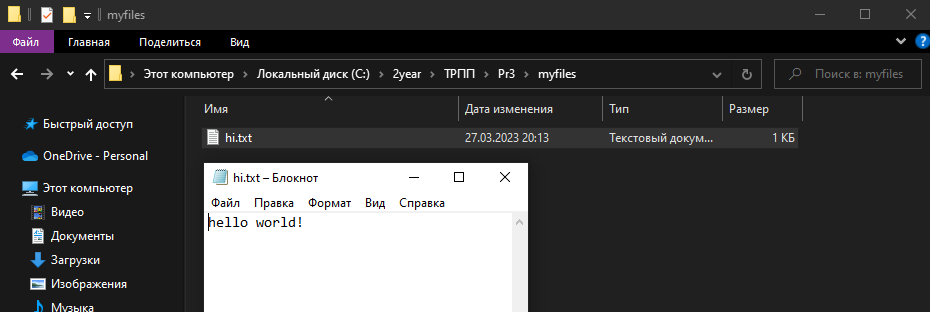 myfiles
Файл Главная Поделиться Вид
Этот компьютер Локальный диск (C:) 2year ТРПП Pr3 myfiles Поиск в: myfiles
Имя Дата изменения Тип Размер
Быстрый доступ
hi.txt 27.03.2023 20:13 Текстовый докум... 1 КБ
OneDrive - Personal
Этот компьютер
Видео
Документы
Загрузки
Изображения
Музыка
hi.txt – Блокнот
Файл Правка Формат Вид Справка
hello world!